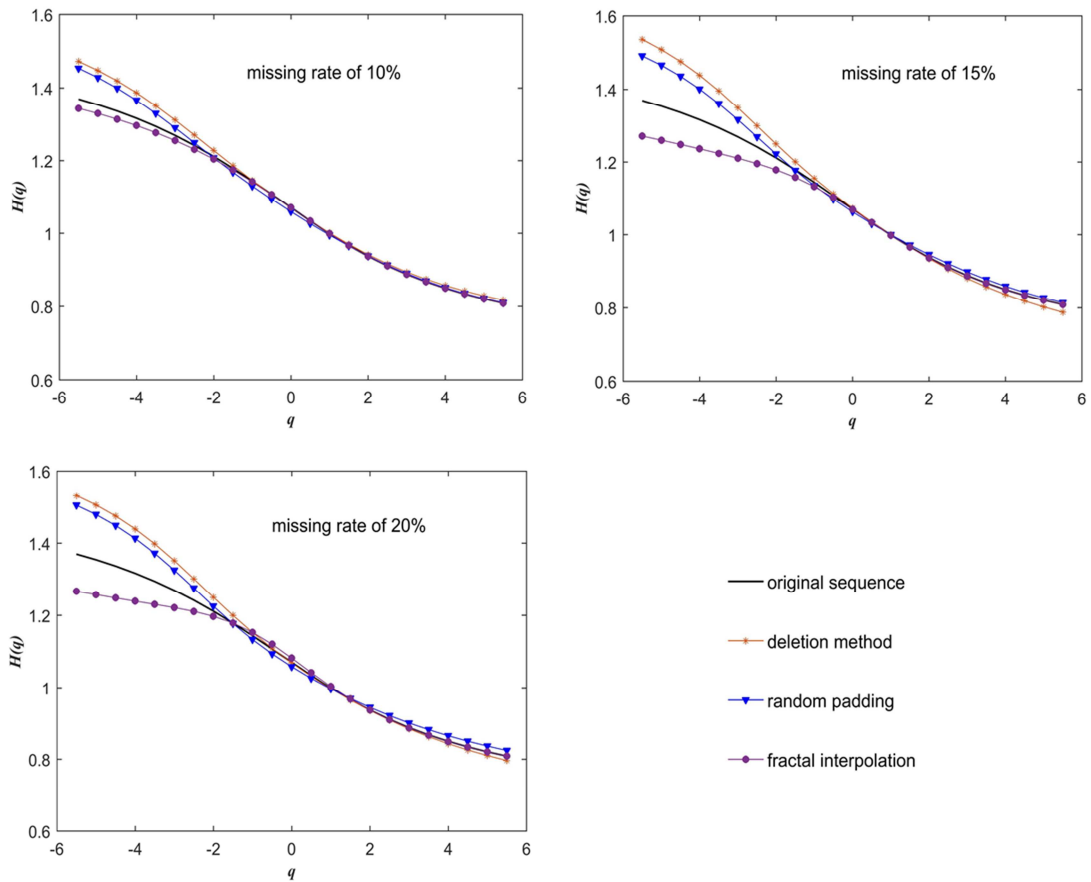 1.6
1.4
1.2
1
0.8
0.6
-6 -4 -2 0 2 4 6
H(q)
q
missing rate of 10%
1.6
1.4
1.2
1
0.8
0.6
-6 -4 -2 0 2 4 6
H(q)
q
missing rate of 15%
1.6
1.4
1.2
1
0.8
0.6
-6 -4 -2 0 2 4 6
H(q)
q
missing rate of 20%
original sequence
deletion method
random padding
fractal interpolation